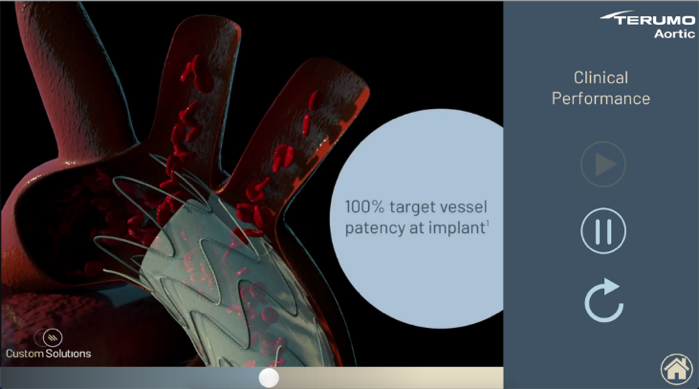 TERUMO
Aortic
Clinical
Performance
100% target vessel
patency at implant¹
Custom Solutions